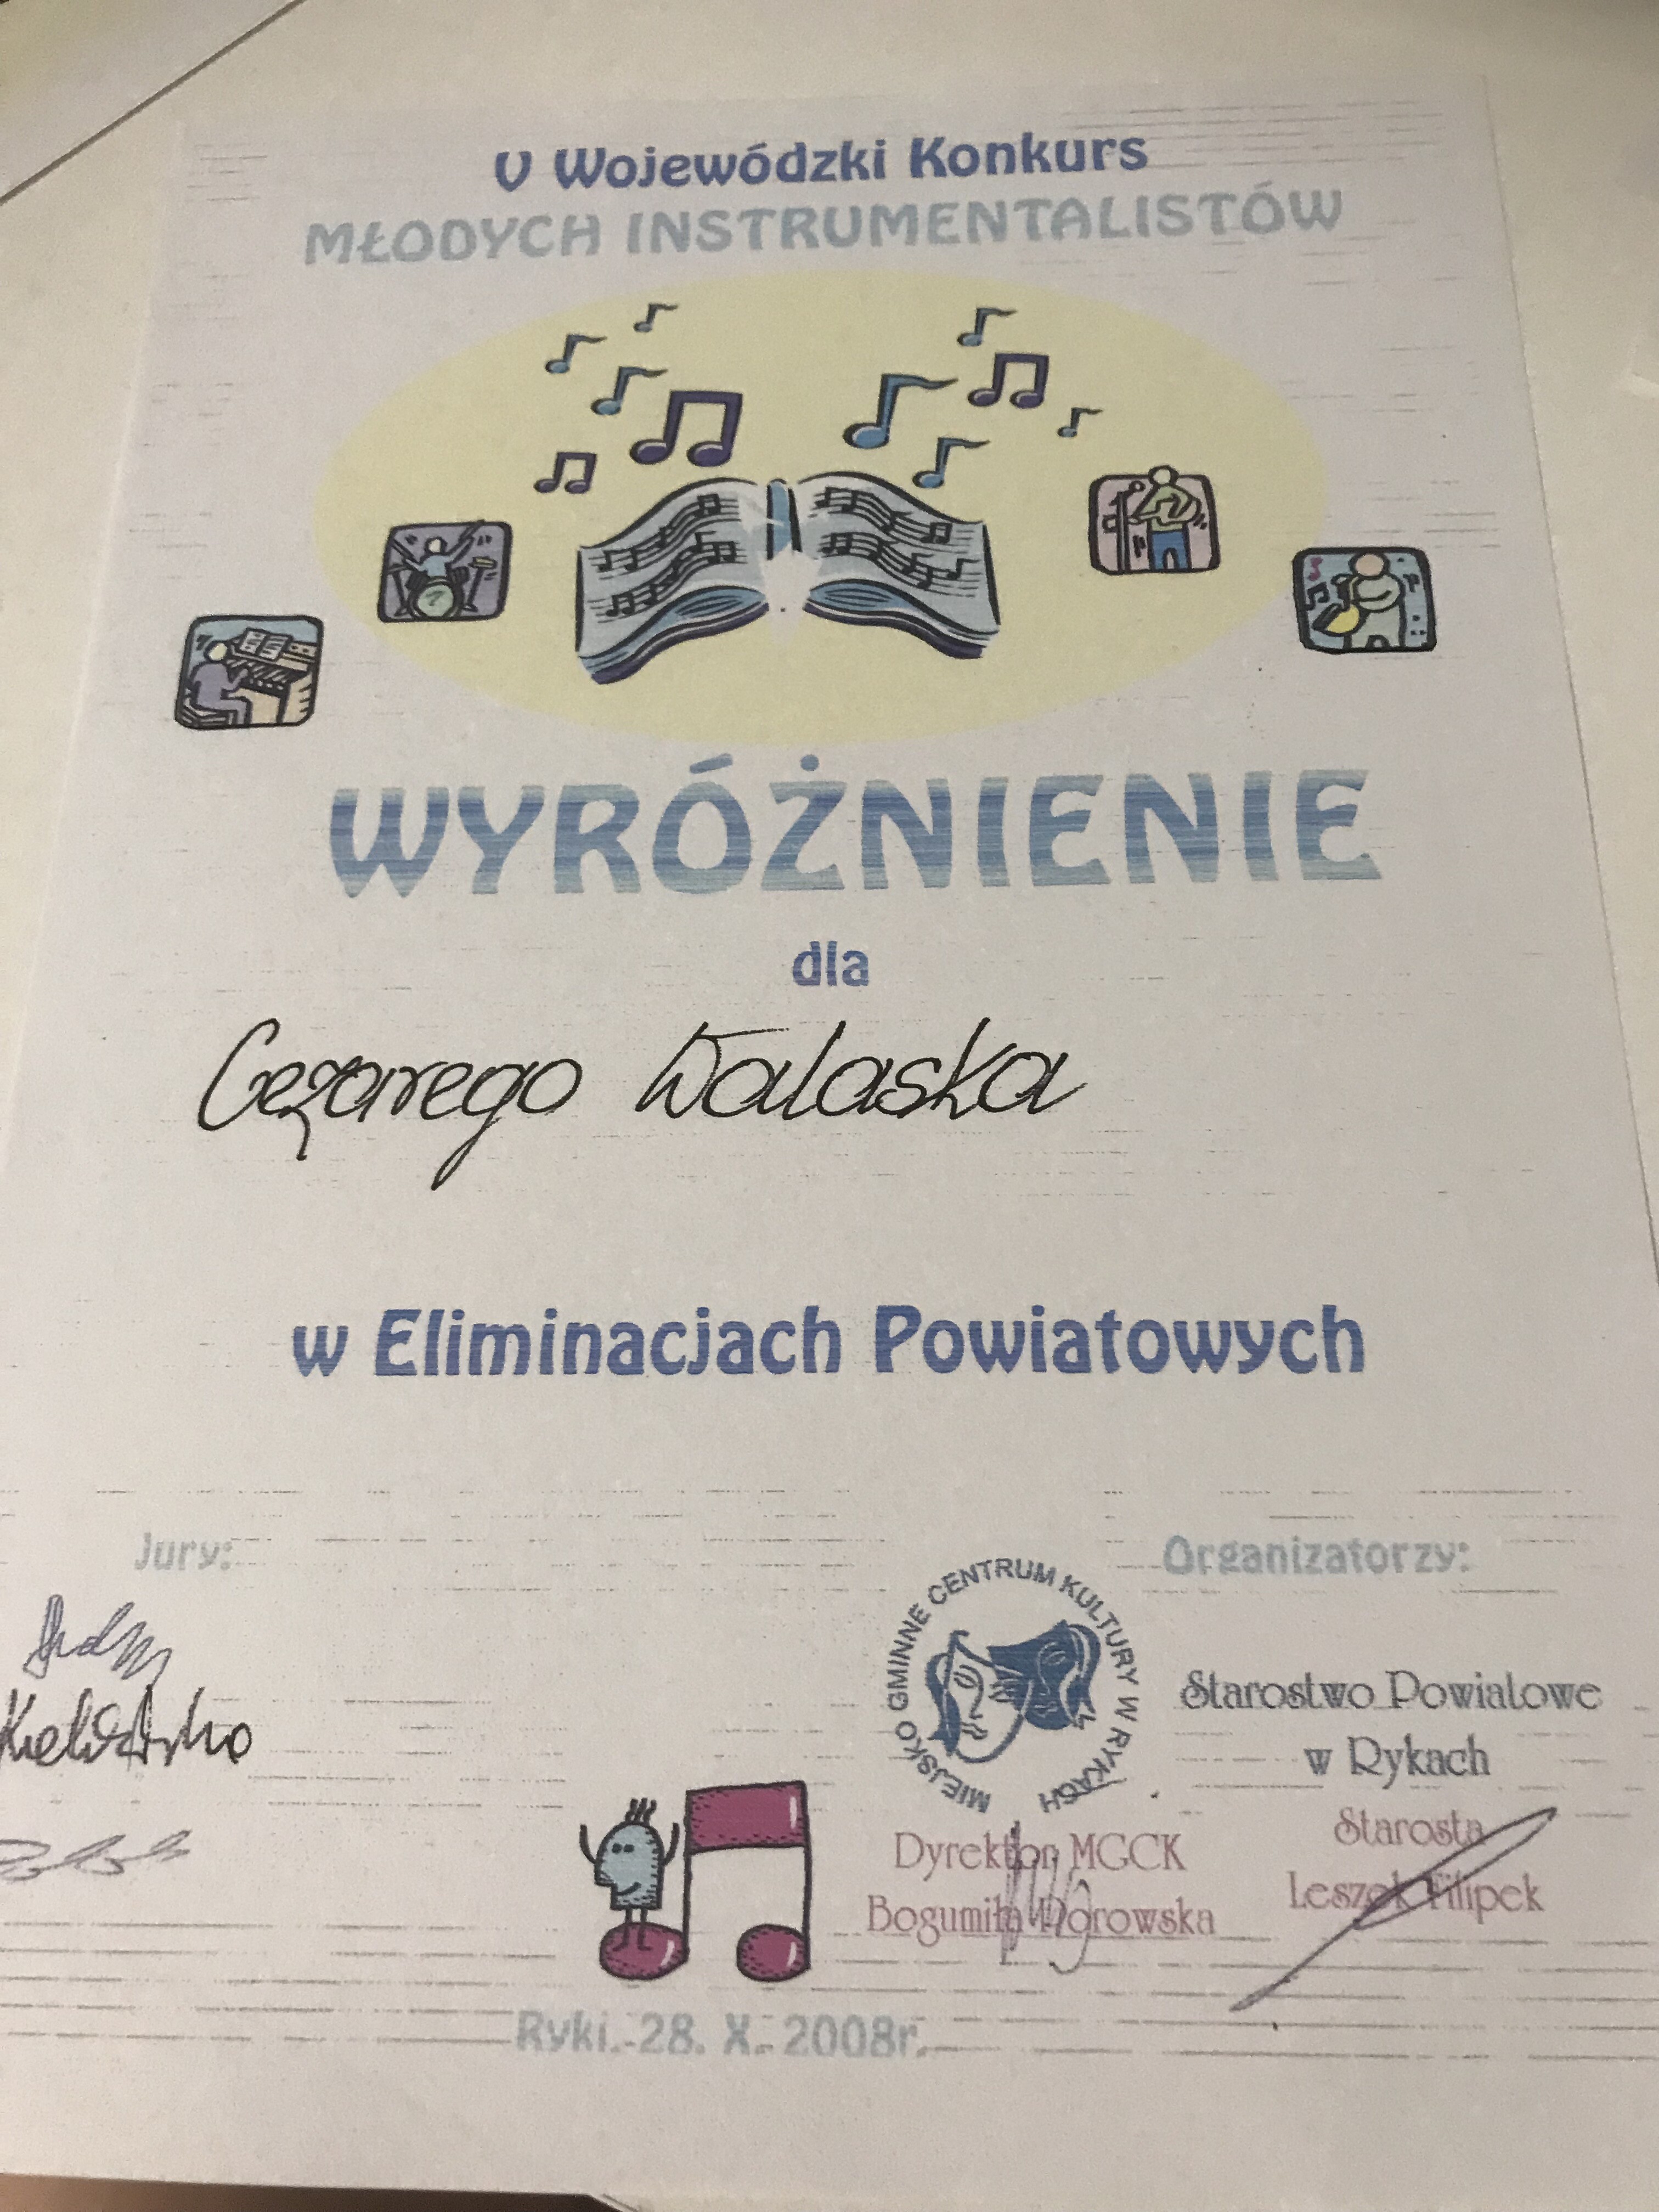 V Wojewódzki Konkurs
MŁODYCH INSTRUMENTALISTÓW
WYRÓŻNIENIE
dla
Cezarego Walaska
w Eliminacjach Powiatowych
Jury:
Organizatorzy:
MIEJSKO GMINNE CENTRUM KULTURY W RYKACH
Starostwo Powiatowe
w Rykach
Dyrektor MGCK
Bogumiła Porowska
Starosta
Leszek Filipek
Ryki. 28. X. 2008r.